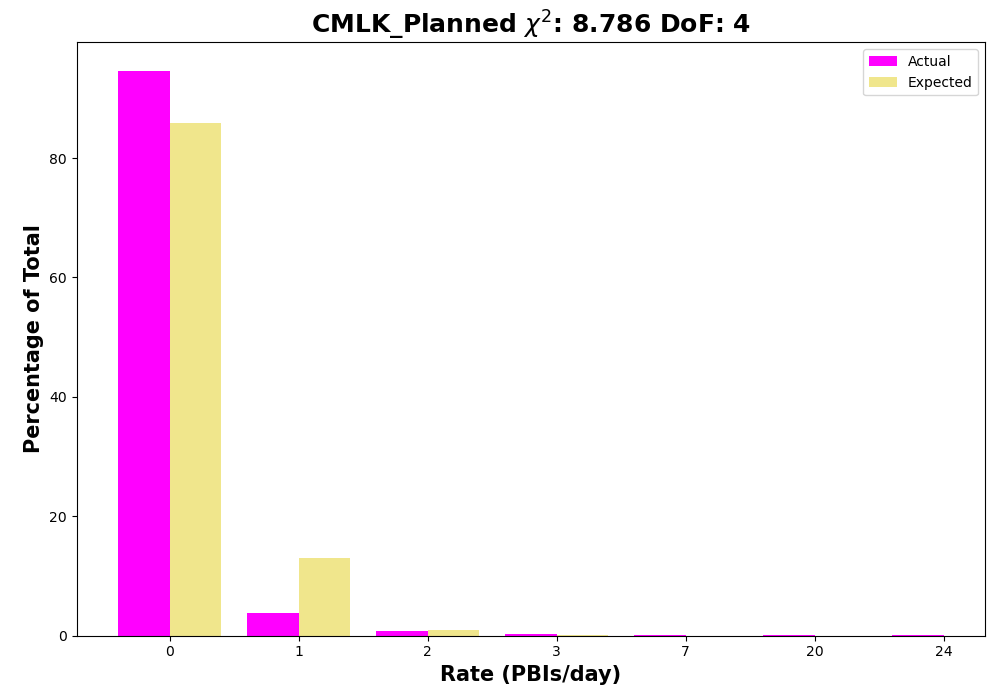 CMLK_Planned χ²: 8.786 DoF: 4
Actual
Expected
Percentage of Total
80
60
40
20
0
0 1 2 3 7 20 24
Rate (PBIs/day)